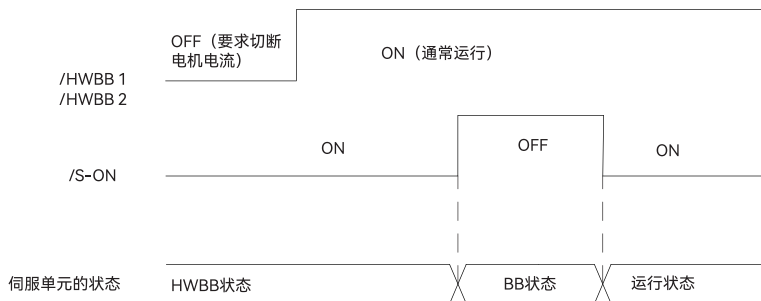 OFF（要求切断
电机电流）
ON（通常运行）
/HWBB 1
/HWBB 2
ON
OFF
ON
/S-ON
伺服单元的状态
HWBB状态
BB状态
运行状态